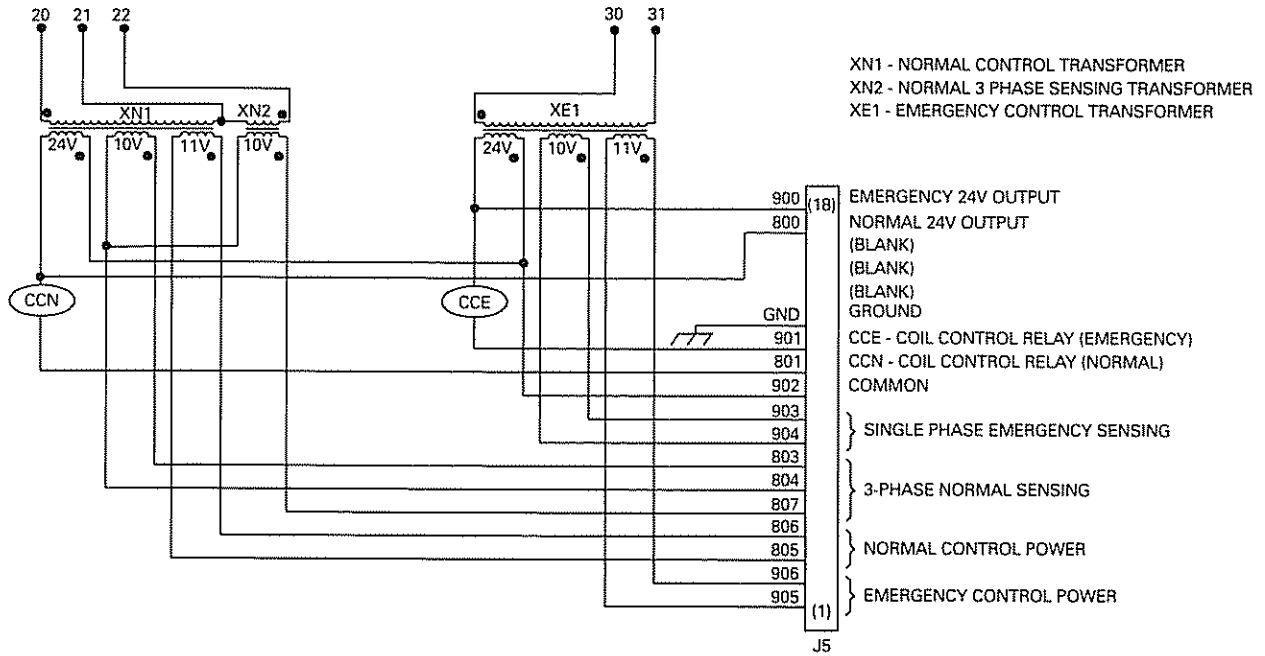 20 21 22 30 31
XN1 - NORMAL CONTROL TRANSFORMER
XN2 - NORMAL 3 PHASE SENSING TRANSFORMER
XE1 - EMERGENCY CONTROL TRANSFORMER
XN1 XN2 XE1
24V 10V 11V 10V 24V 10V 11V
900 (18) EMERGENCY 24V OUTPUT
800 NORMAL 24V OUTPUT
(BLANK)
(BLANK)
(BLANK)
CCN CCE
GND GROUND
901 CCE - COIL CONTROL RELAY (EMERGENCY)
801 CCN - COIL CONTROL RELAY (NORMAL)
902 COMMON
903
904 SINGLE PHASE EMERGENCY SENSING
803
804 3-PHASE NORMAL SENSING
807
806
805 NORMAL CONTROL POWER
906
905 (1) EMERGENCY CONTROL POWER
J5